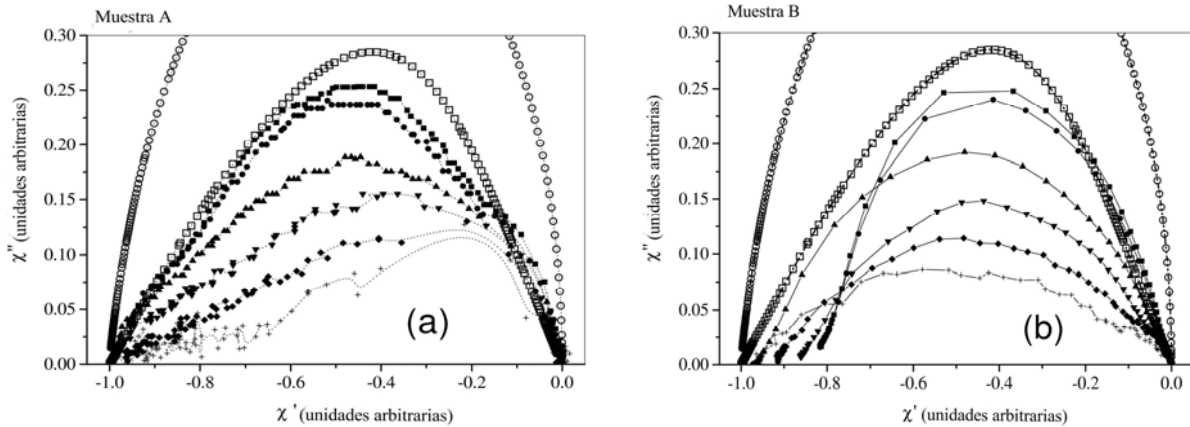 Muestra A
0.30
0.25
0.20
0.15
0.10
0.05
0.00
χ'' (unidades arbitrarias)
(a)
-1.0 -0.8 -0.6 -0.4 -0.2 0.0
χ ' (unidades arbitrarias)
Muestra B
0.30
0.25
0.20
0.15
0.10
0.05
0.00
χ'' (unidades arbitrarias)
(b)
-1.0 -0.8 -0.6 -0.4 -0.2 0.0
χ' (unidades arbitrarias)